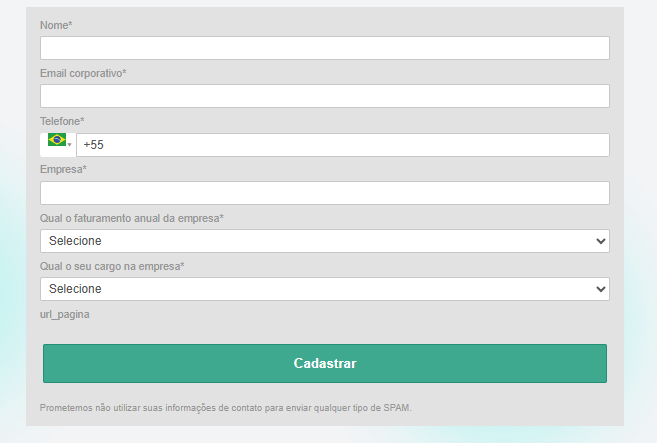 Nome*
Email corporativo*
Telefone*
+55
Empresa*
Qual o faturamento anual da empresa*
Selecione
Qual o seu cargo na empresa*
Selecione
url_pagina
Cadastrar
Prometemos não utilizar suas informações de contato para enviar qualquer tipo de SPAM.